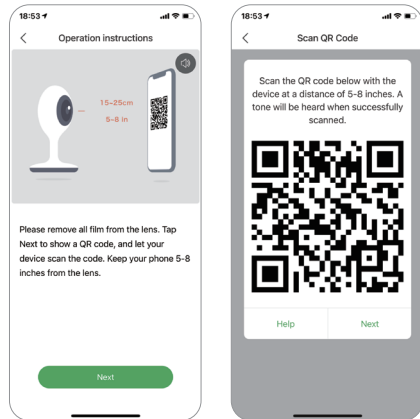 18:53
Operation instructions
15-25cm
5-8 in
Please remove all film from the lens. Tap
Next to show a QR code, and let your
device scan the code. Keep your phone 5-8
inches from the lens.
Next
18:53
Scan QR Code
Scan the QR code below with the
device at a distance of 5-8 inches. A
tone will be heard when successfully
scanned.
Help
Next